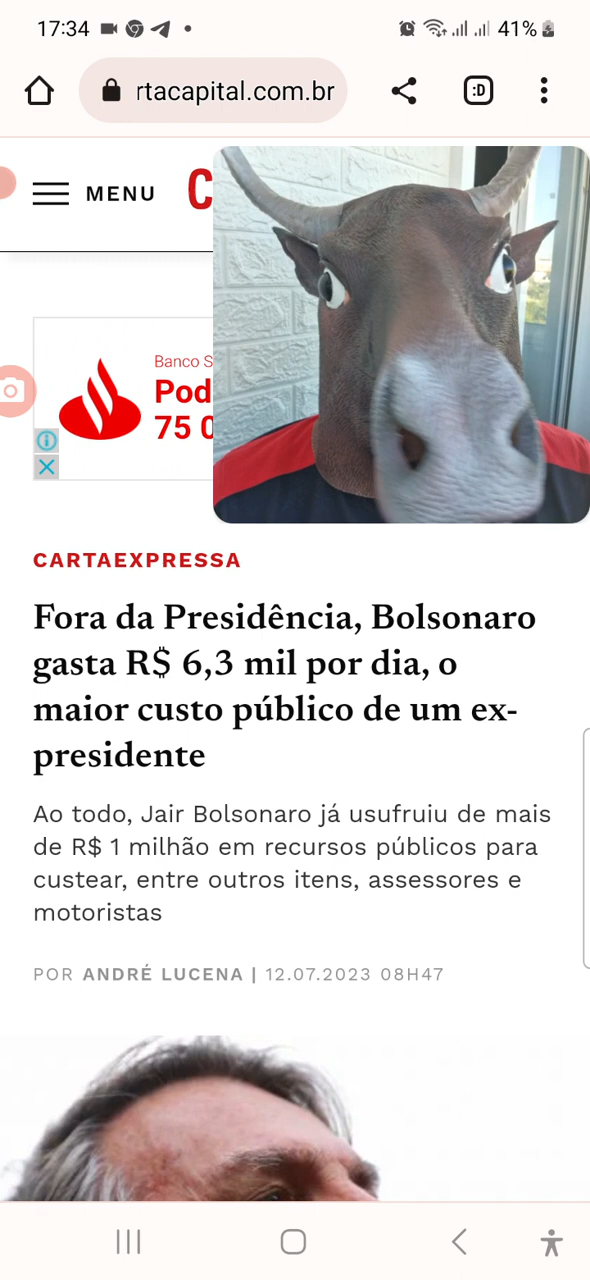 17:34
41%
rtacapital.com.br
:D
MENU C
Banco S
Pod
75 0
CARTAEXPRESSA
Fora da Presidência, Bolsonaro
gasta R$ 6,3 mil por dia, o
maior custo público de um ex-
presidente
Ao todo, Jair Bolsonaro já usufruiu de mais
de R$ 1 milhão em recursos públicos para
custear, entre outros itens, assessores e
motoristas
POR ANDRÉ LUCENA | 12.07.2023 08H47